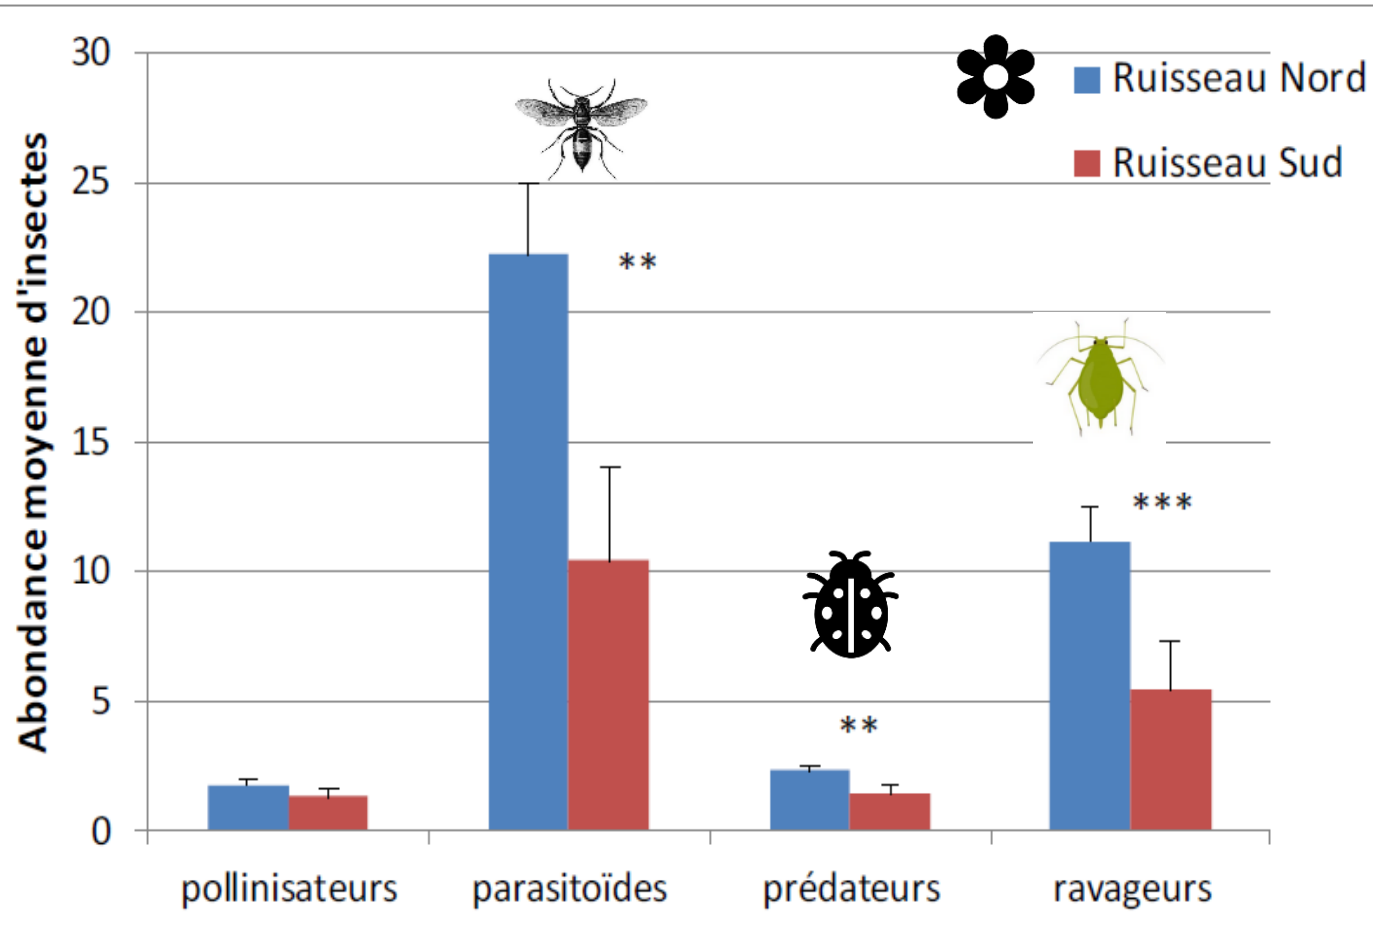 Abondance moyenne d'insectes
30
25
20
15
10
5
0
Ruisseau Nord
Ruisseau Sud
**
**
***
pollinisateurs
parasitoïdes
prédateurs
ravageurs